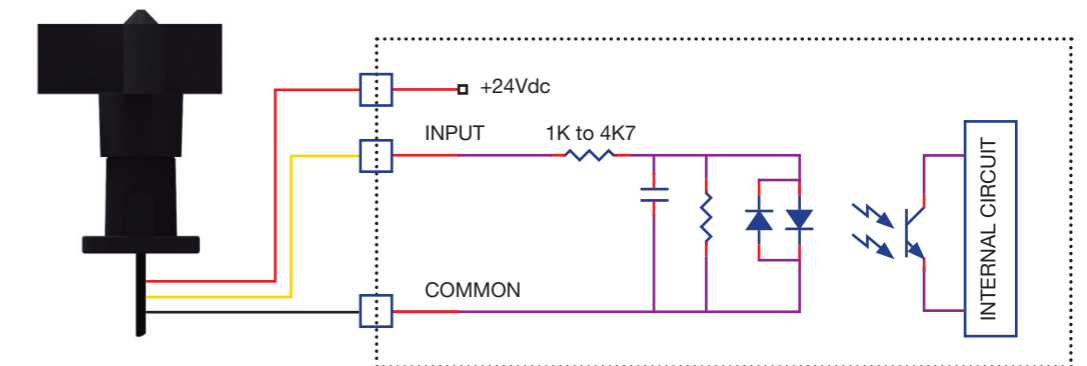 +24Vdc
INPUT
1K to 4K7
COMMON
INTERNAL CIRCUIT